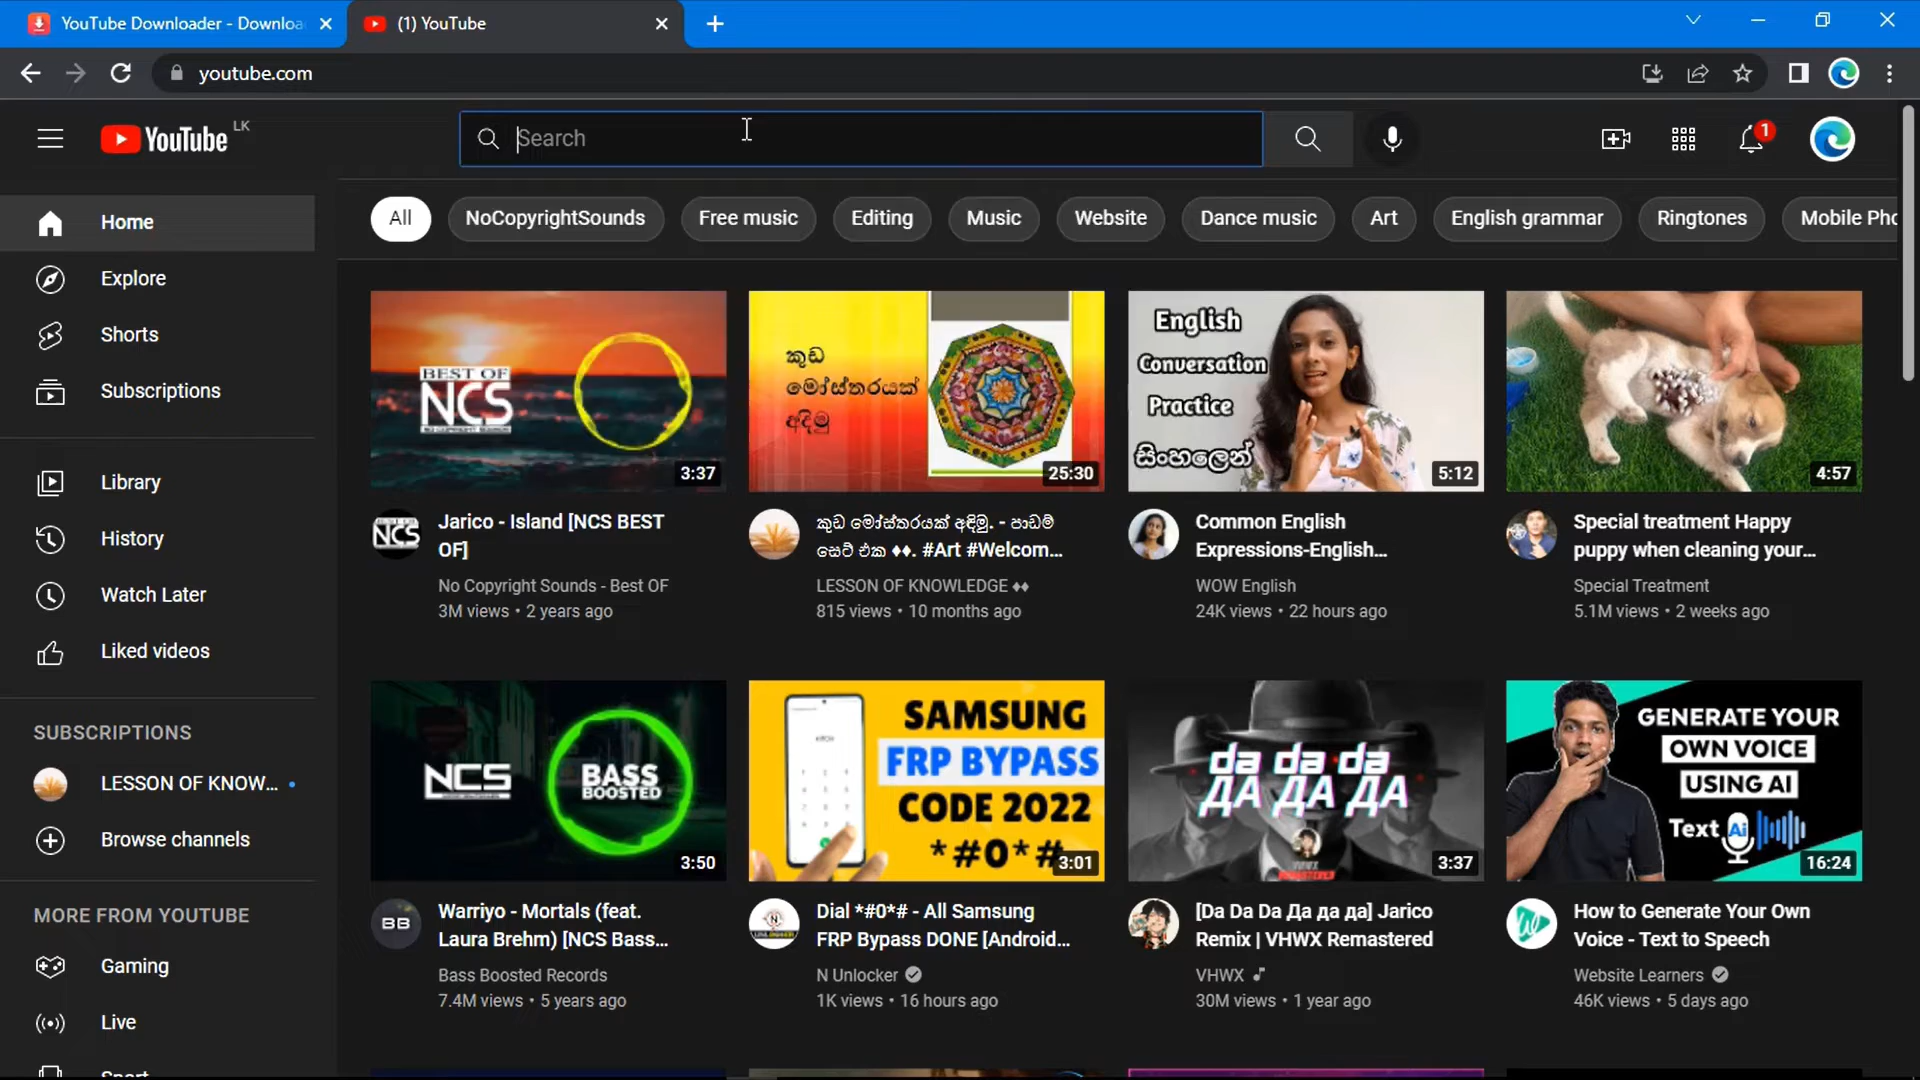 YouTube Downloader - Downloa
(1) YouTube
youtube.com
YouTube LK
Search
1
All
NoCopyrightSounds
Free music
Editing
Music
Website
Dance music
Art
English grammar
Ringtones
Mobile Pho
Home
Explore
Shorts
Subscriptions
Library
History
Watch Later
Liked videos
SUBSCRIPTIONS
LESSON OF KNOW...
Browse channels
MORE FROM YOUTUBE
Gaming
Live
BEST OF
NCS
3:37
NCS
Jarico - Island [NCS BEST
OF]
No Copyright Sounds - Best OF
3M views • 2 years ago
කුඩ
මෝස්තරයක්
අදිමු
25:30
කුඩ මෝස්තරයක් අඳිමු. - පාඩම්
සෙට් එක ♦♦. #Art #Welcom...
LESSON OF KNOWLEDGE ♦♦
815 views • 10 months ago
English
Conversation
Practice
සිංහලෙන්
5:12
Common English
Expressions-English...
WOW English
24K views • 22 hours ago
4:57
Special treatment Happy
puppy when cleaning your...
Special Treatment
5.1M views • 2 weeks ago
NCS
BASS
BOOSTED
3:50
BB
Warriyo - Mortals (feat.
Laura Brehm) [NCS Bass...
Bass Boosted Records
7.4M views • 5 years ago
SAMSUNG
FRP BYPASS
CODE 2022
*#0*#
3:01
Dial *#0*# - All Samsung
FRP Bypass DONE [Android...
N Unlocker
1K views • 16 hours ago
da da da
ДА ДА ДА
3:37
[Da Da Da Да да да] Jarico
Remix | VHWX Remastered
VHWX
30M views • 1 year ago
GENERATE YOUR
OWN VOICE
USING AI
Text Ai
16:24
How to Generate Your Own
Voice - Text to Speech
Website Learners
46K views • 5 days ago